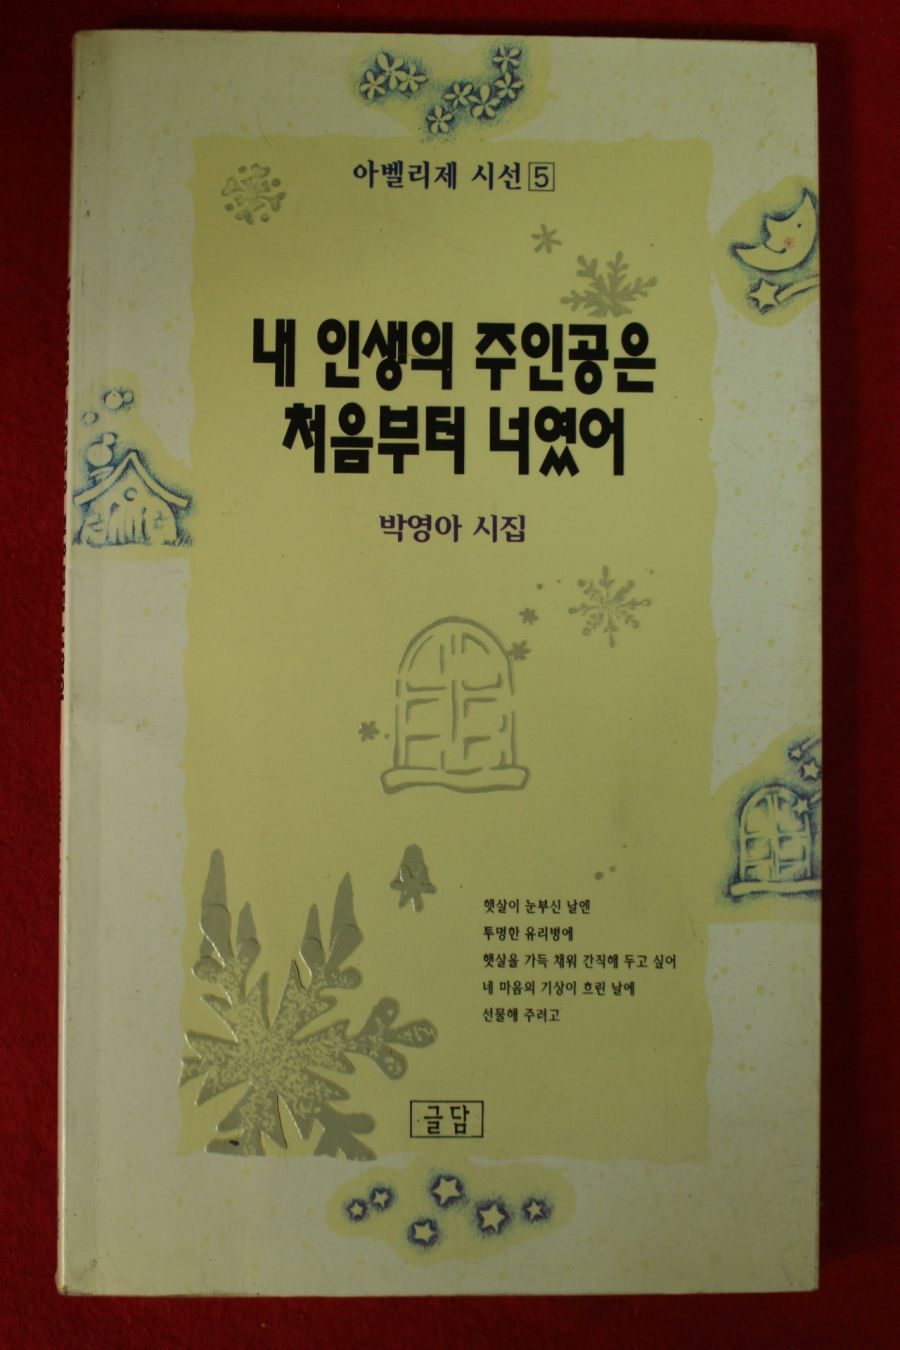 아벨리제 시선 5
내 인생의 주인공은
처음부터 너였어
박영아 시집
햇살이 눈부신 날엔
투명한 유리병에
햇살을 가득 채워 간직해 두고 싶어
네 마음의 기상이 흐린 날에
선물해 주려고
글담